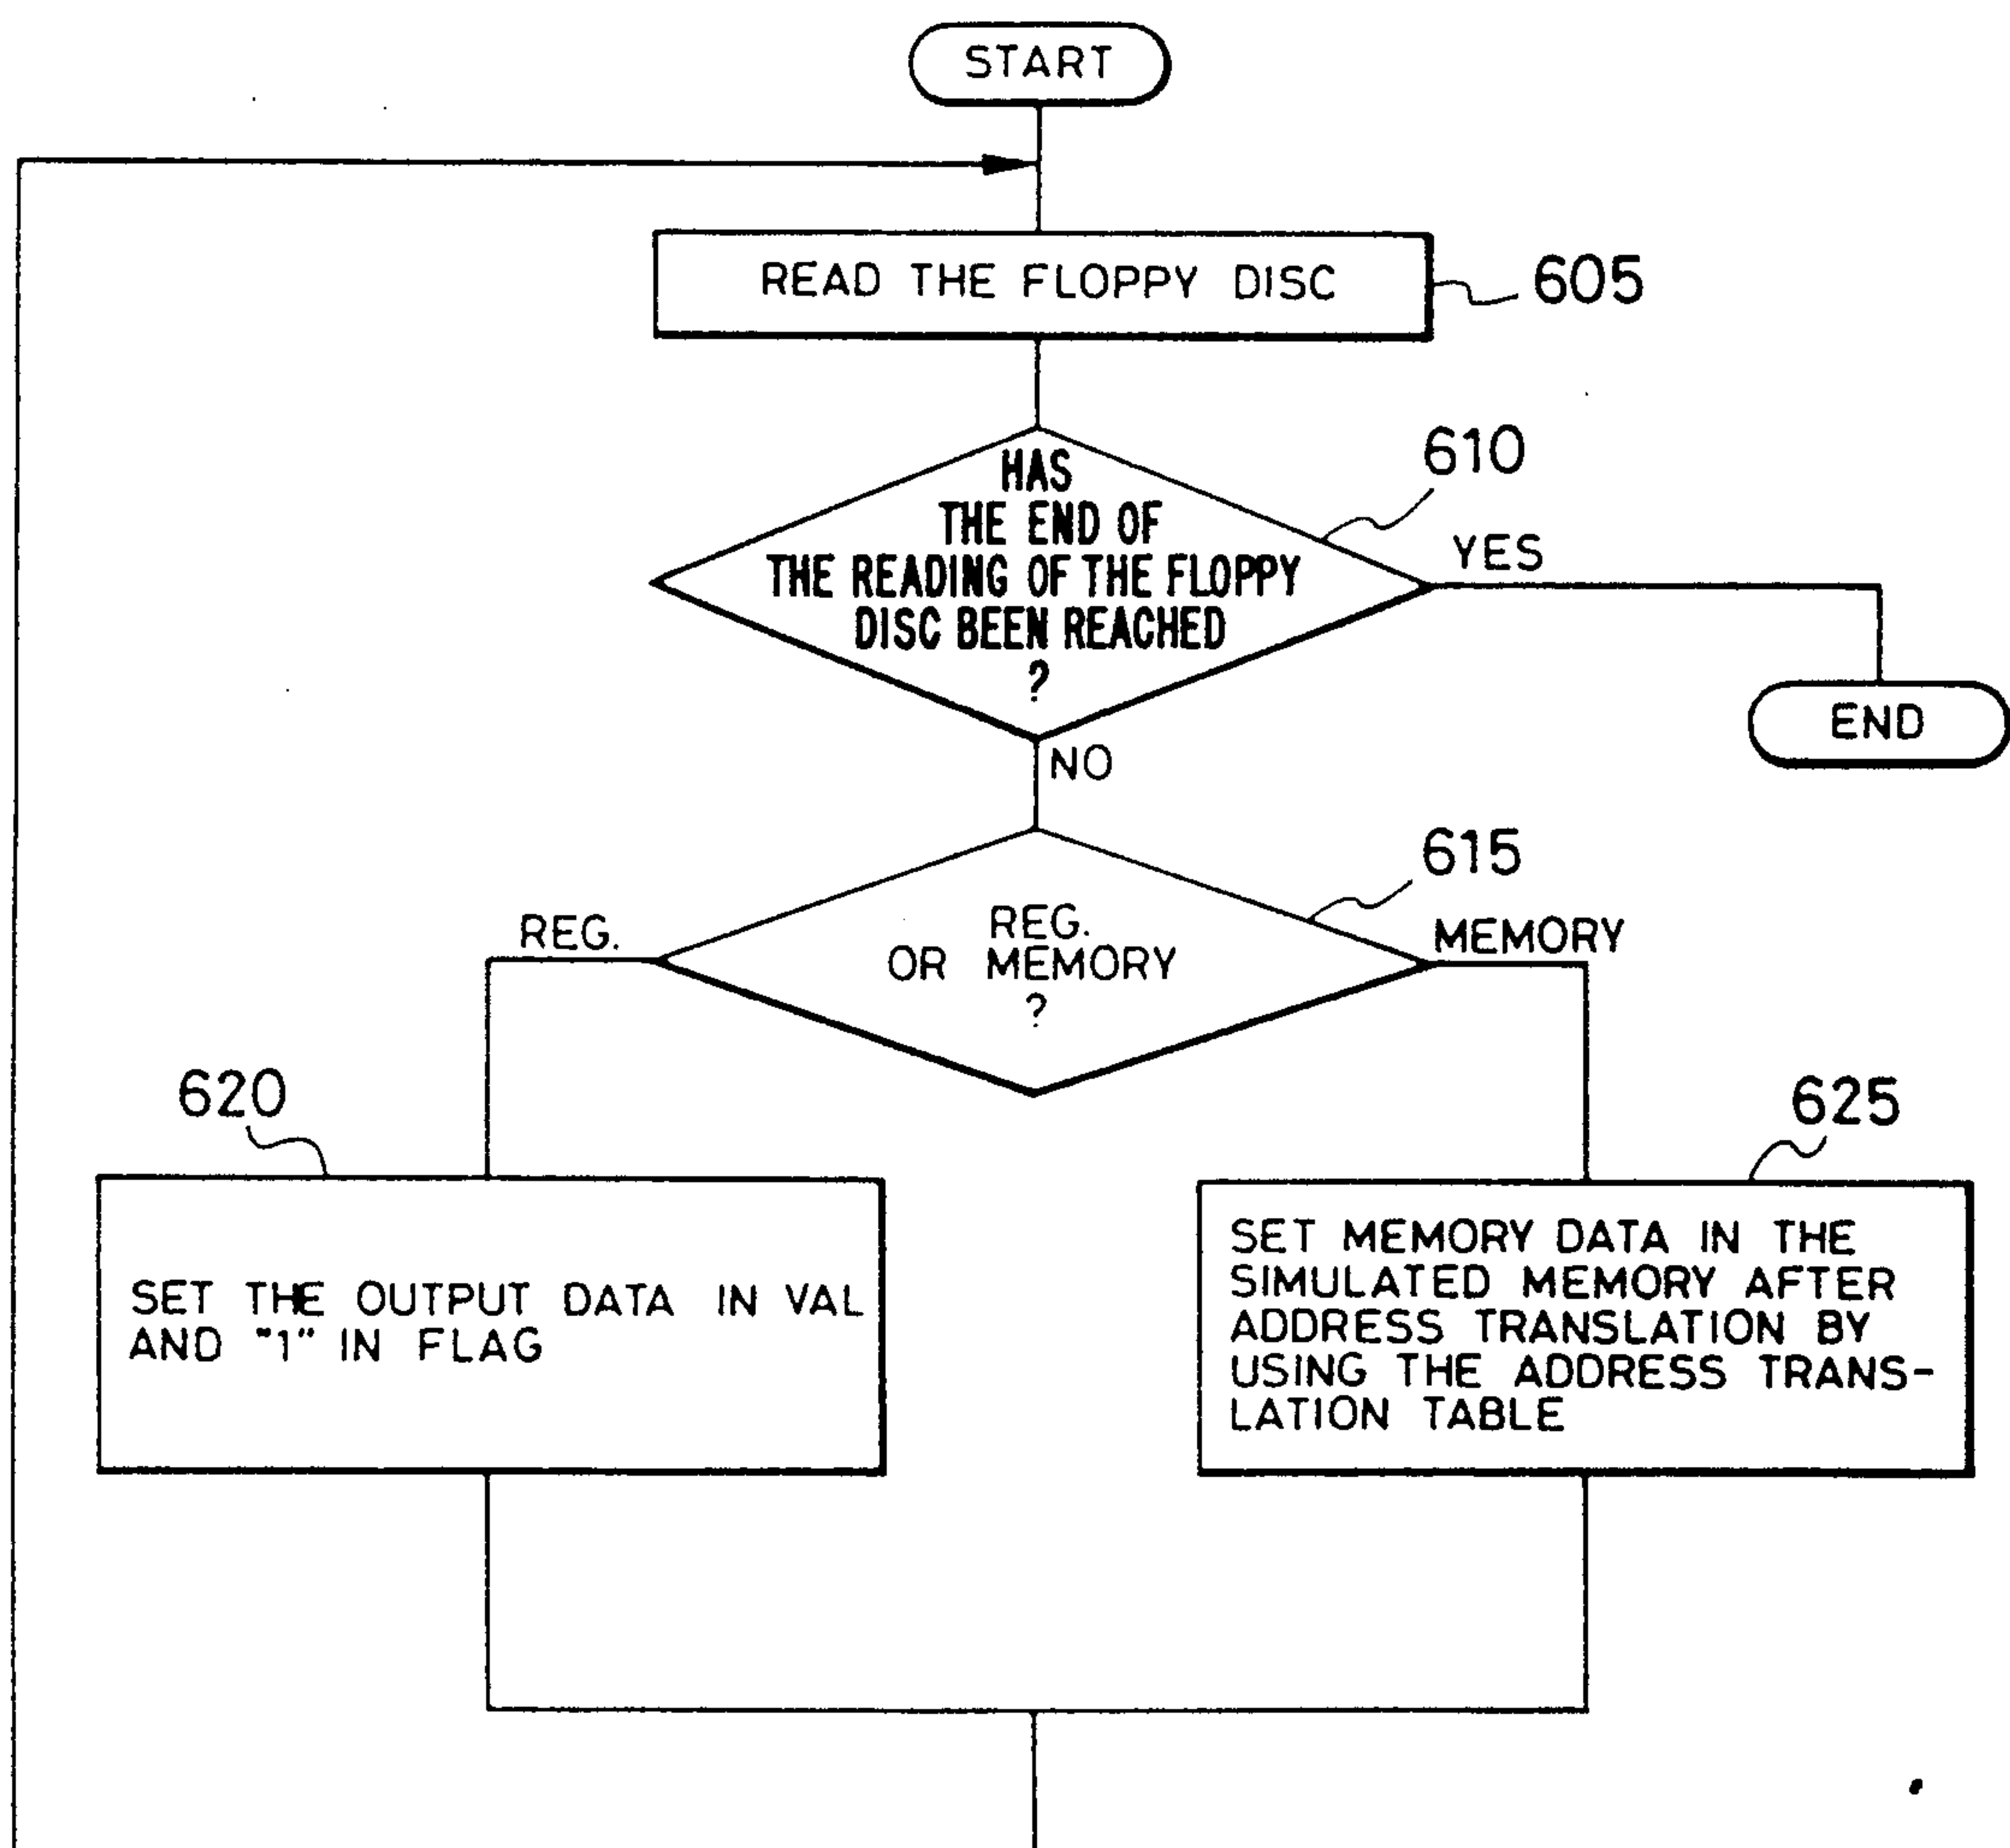 START
READ THE FLOPPY DISC
605
HAS
THE END OF
THE READING OF THE FLOPPY
DISC BEEN REACHED
?
610
YES
END
NO
615
REG.
REG.
OR MEMORY
?
MEMORY
620
625
SET THE OUTPUT DATA IN VAL
AND "1" IN FLAG
SET MEMORY DATA IN THE
SIMULATED MEMORY AFTER
ADDRESS TRANSLATION BY
USING THE ADDRESS TRANS-
LATION TABLE